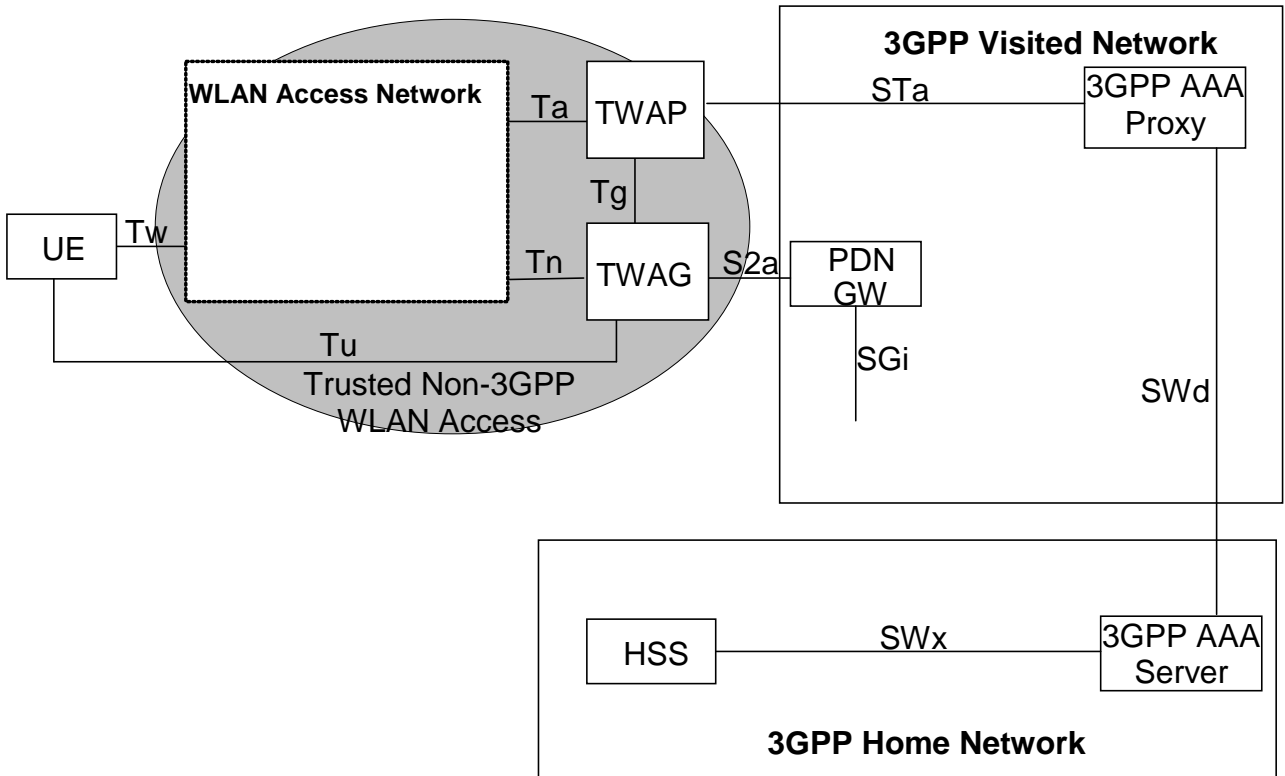 3GPP Visited Network
WLAN Access Network
Ta
TWAP
STa
3GPP AAA
Proxy
Tg
UE
Tw
Tn
TWAG
S2a
PDN
GW
Tu
SGi
Trusted Non-3GPP
WLAN Access
SWd
HSS
SWx
3GPP AAA
Server
3GPP Home Network